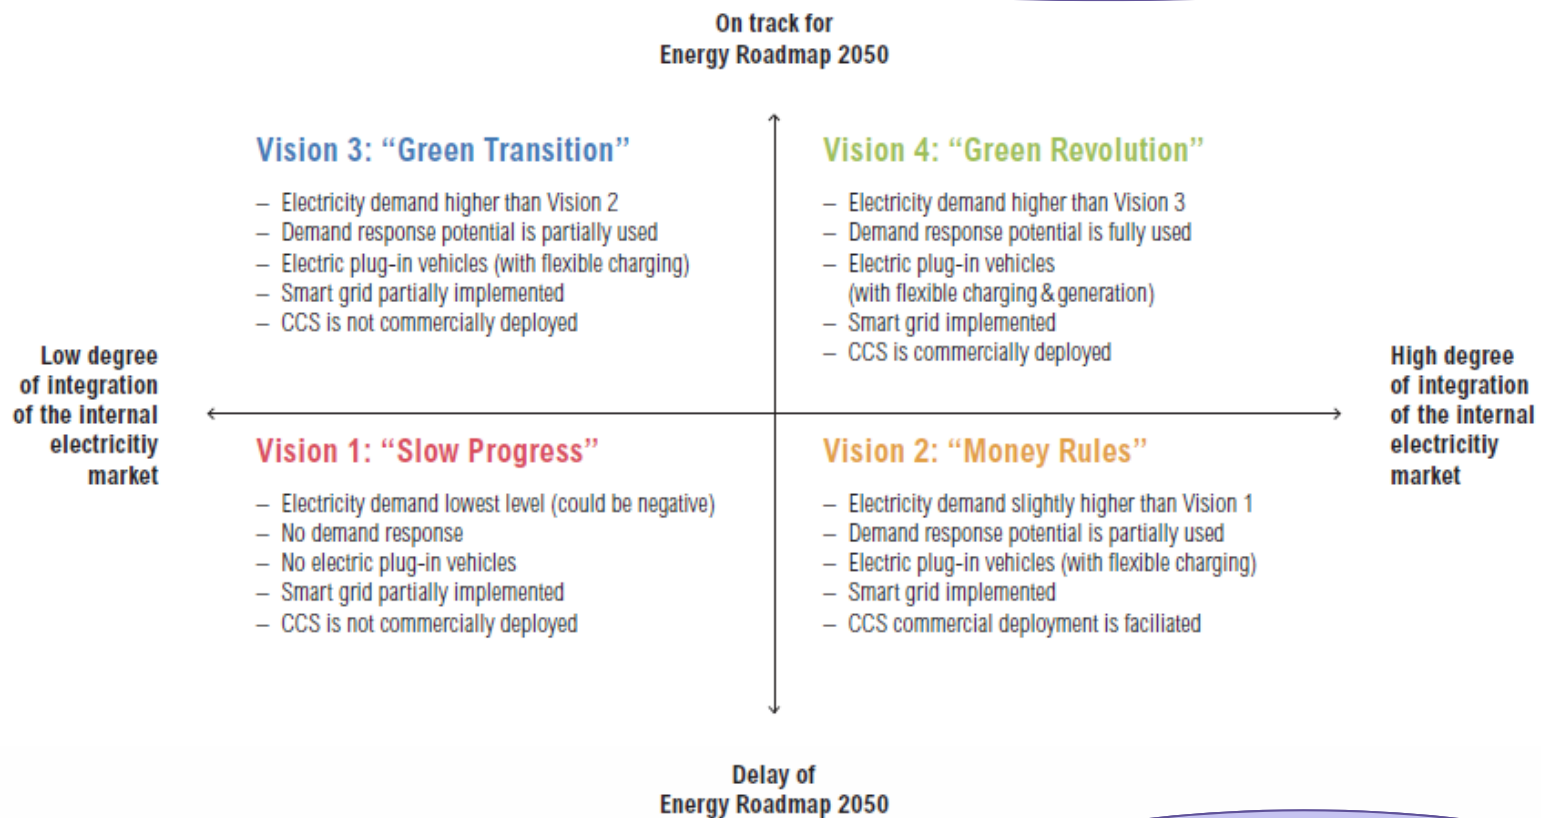 On track for
Energy Roadmap 2050
Vision 3: “Green Transition”
– Electricity demand higher than Vision 2
– Demand response potential is partially used
– Electric plug-in vehicles (with flexible charging)
– Smart grid partially implemented
– CCS is not commercially deployed
Vision 4: “Green Revolution”
– Electricity demand higher than Vision 3
– Demand response potential is fully used
– Electric plug-in vehicles
(with flexible charging & generation)
– Smart grid implemented
– CCS is commercially deployed
Low degree
of integration
of the internal
electricitiy
market
High degree
of integration
of the internal
electricitiy
market
Vision 1: “Slow Progress”
– Electricity demand lowest level (could be negative)
– No demand response
– No electric plug-in vehicles
– Smart grid partially implemented
– CCS is not commercially deployed
Vision 2: “Money Rules”
– Electricity demand slightly higher than Vision 1
– Demand response potential is partially used
– Electric plug-in vehicles (with flexible charging)
– Smart grid implemented
– CCS commercial deployment is faciliated
Delay of
Energy Roadmap 2050